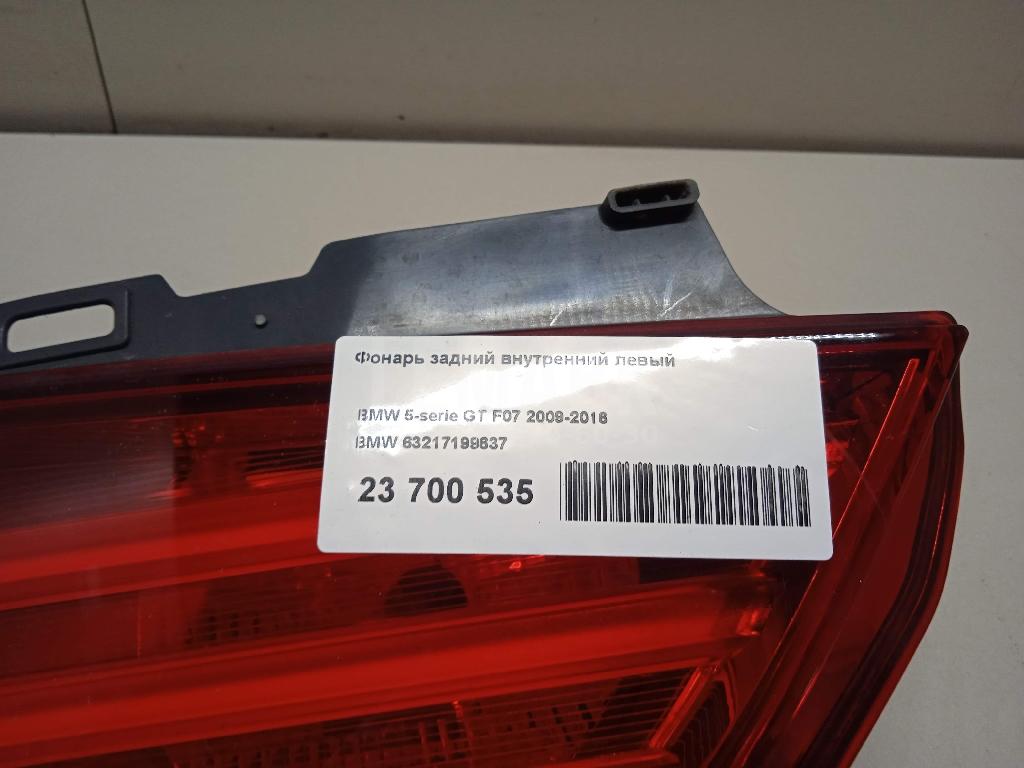 Фонарь задний внутренний левый
BMW 5-serie GT F07 2009-2016
BMW 63217199637
23 700 535